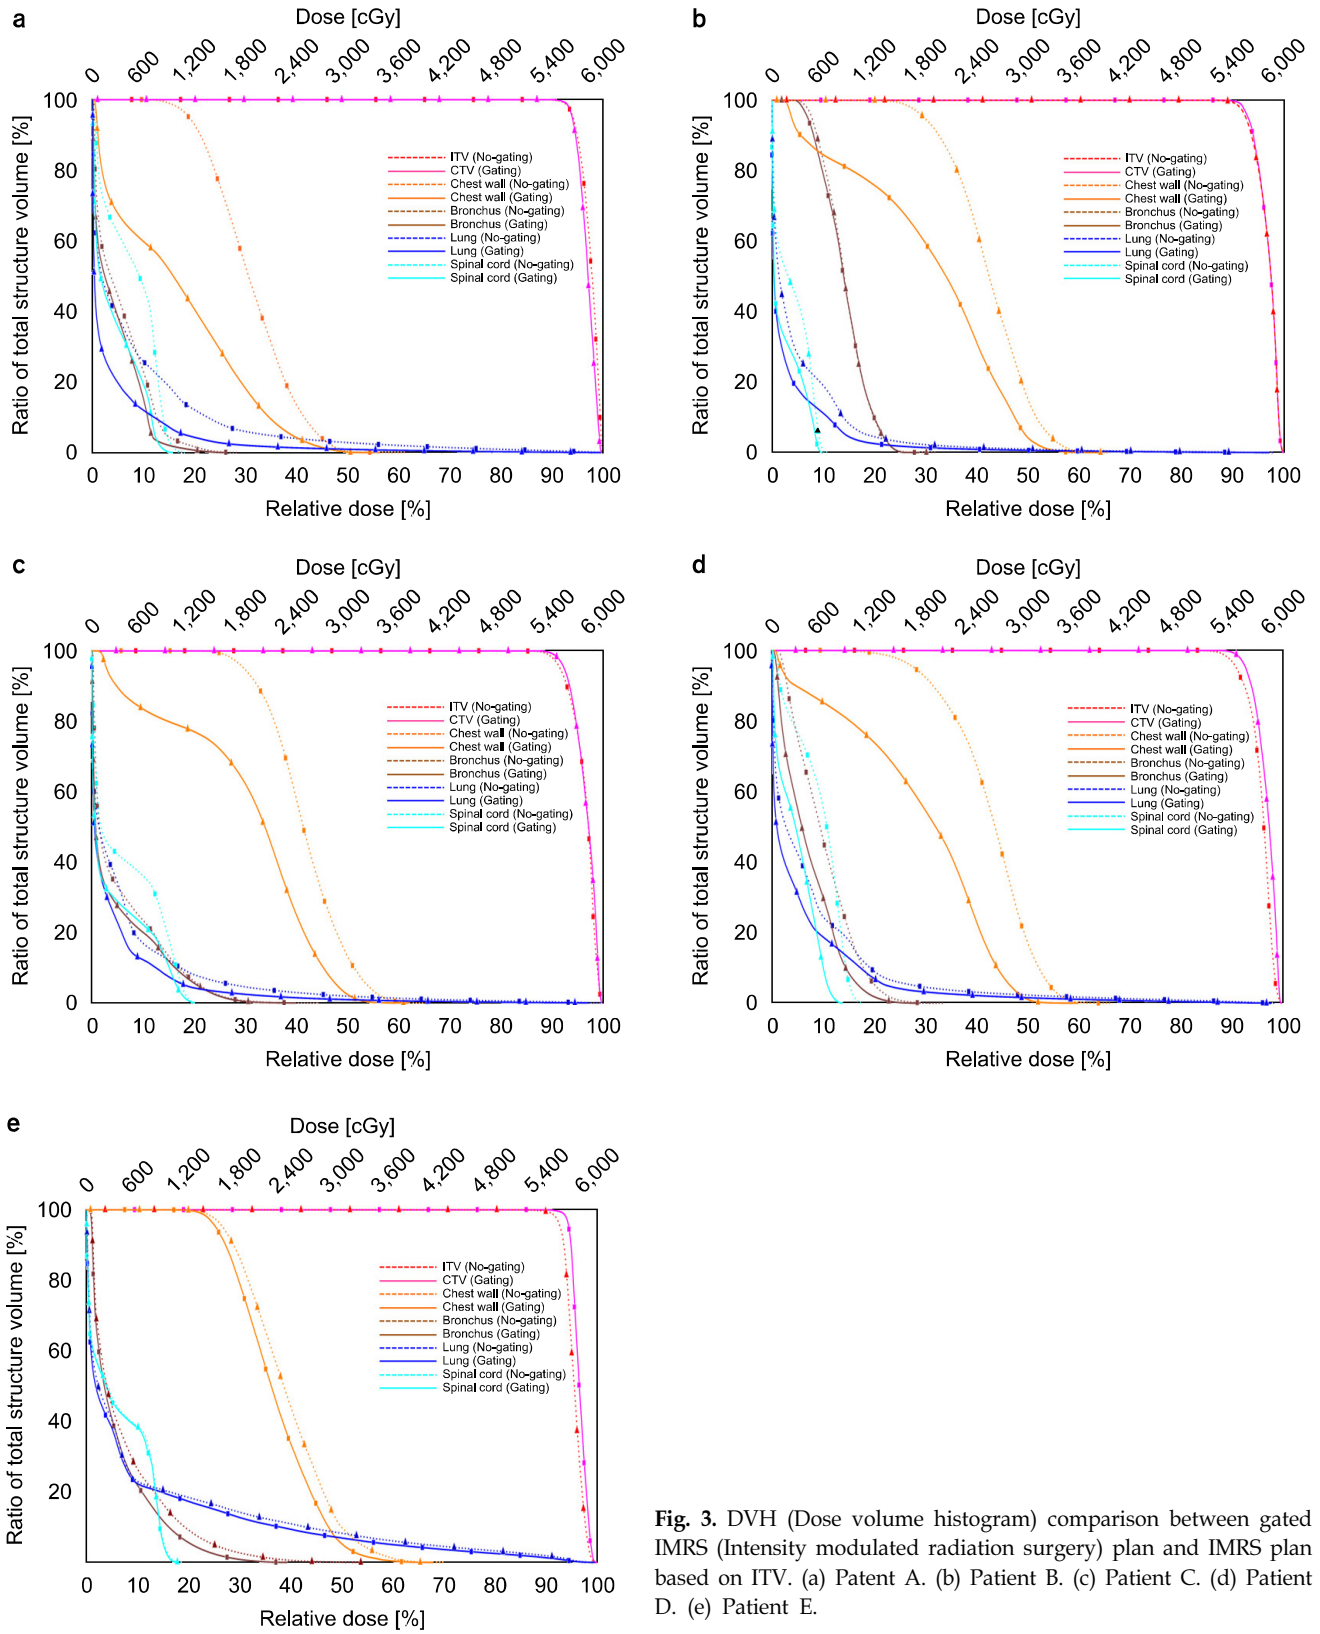 a
Dose [cGy]
0 600 1,200 1,800 2,400 3,000 3,600 4,200 4,800 5,400 6,000
Ratio of total structure volume [%]
100
80
60
40
20
0
ITV (No-gating)
CTV (Gating)
Chest wall (No-gating)
Chest wall (Gating)
Bronchus (No-gating)
Bronchus (Gating)
Lung (No-gating)
Lung (Gating)
Spinal cord (No-gating)
Spinal cord (Gating)
0 10 20 30 40 50 60 70 80 90 100
Relative dose [%]
b
Dose [cGy]
0 600 1,200 1,800 2,400 3,000 3,600 4,200 4,800 5,400 6,000
Ratio of total structure volume [%]
100
80
60
40
20
0
ITV (No-gating)
CTV (Gating)
Chest wall (No-gating)
Chest wall (Gating)
Bronchus (No-gating)
Bronchus (Gating)
Lung (No-gating)
Lung (Gating)
Spinal cord (No-gating)
Spinal cord (Gating)
0 10 20 30 40 50 60 70 80 90 100
Relative dose [%]
c
Dose [cGy]
0 600 1,200 1,800 2,400 3,000 3,600 4,200 4,800 5,400 6,000
Ratio of total structure volume [%]
100
80
60
40
20
0
ITV (No-gating)
CTV (Gating)
Chest wall (No-gating)
Chest wall (Gating)
Bronchus (No-gating)
Bronchus (Gating)
Lung (No-gating)
Lung (Gating)
Spinal cord (No-gating)
Spinal cord (Gating)
0 10 20 30 40 50 60 70 80 90 100
Relative dose [%]
d
Dose [cGy]
0 600 1,200 1,800 2,400 3,000 3,600 4,200 4,800 5,400 6,000
Ratio of total structure volume [%]
100
80
60
40
20
0
ITV (No-gating)
CTV (Gating)
Chest wall (No-gating)
Chest wall (Gating)
Bronchus (No-gating)
Bronchus (Gating)
Lung (No-gating)
Lung (Gating)
Spinal cord (No-gating)
Spinal cord (Gating)
0 10 20 30 40 50 60 70 80 90 100
Relative dose [%]
e
Dose [cGy]
0 600 1,200 1,800 2,400 3,000 3,600 4,200 4,800 5,400 6,000
Ratio of total structure volume [%]
100
80
60
40
20
0
ITV (No-gating)
CTV (Gating)
Chest wall (No-gating)
Chest wall (Gating)
Bronchus (No-gating)
Bronchus (Gating)
Lung (No-gating)
Lung (Gating)
Spinal cord (No-gating)
Spinal cord (Gating)
0 10 20 30 40 50 60 70 80 90 100
Relative dose [%]
Fig. 3. DVH (Dose volume histogram) comparison between gated
IMRS (Intensity modulated radiation surgery) plan and IMRS plan
based on ITV. (a) Patent A. (b) Patient B. (c) Patient C. (d) Patient
D. (e) Patient E.